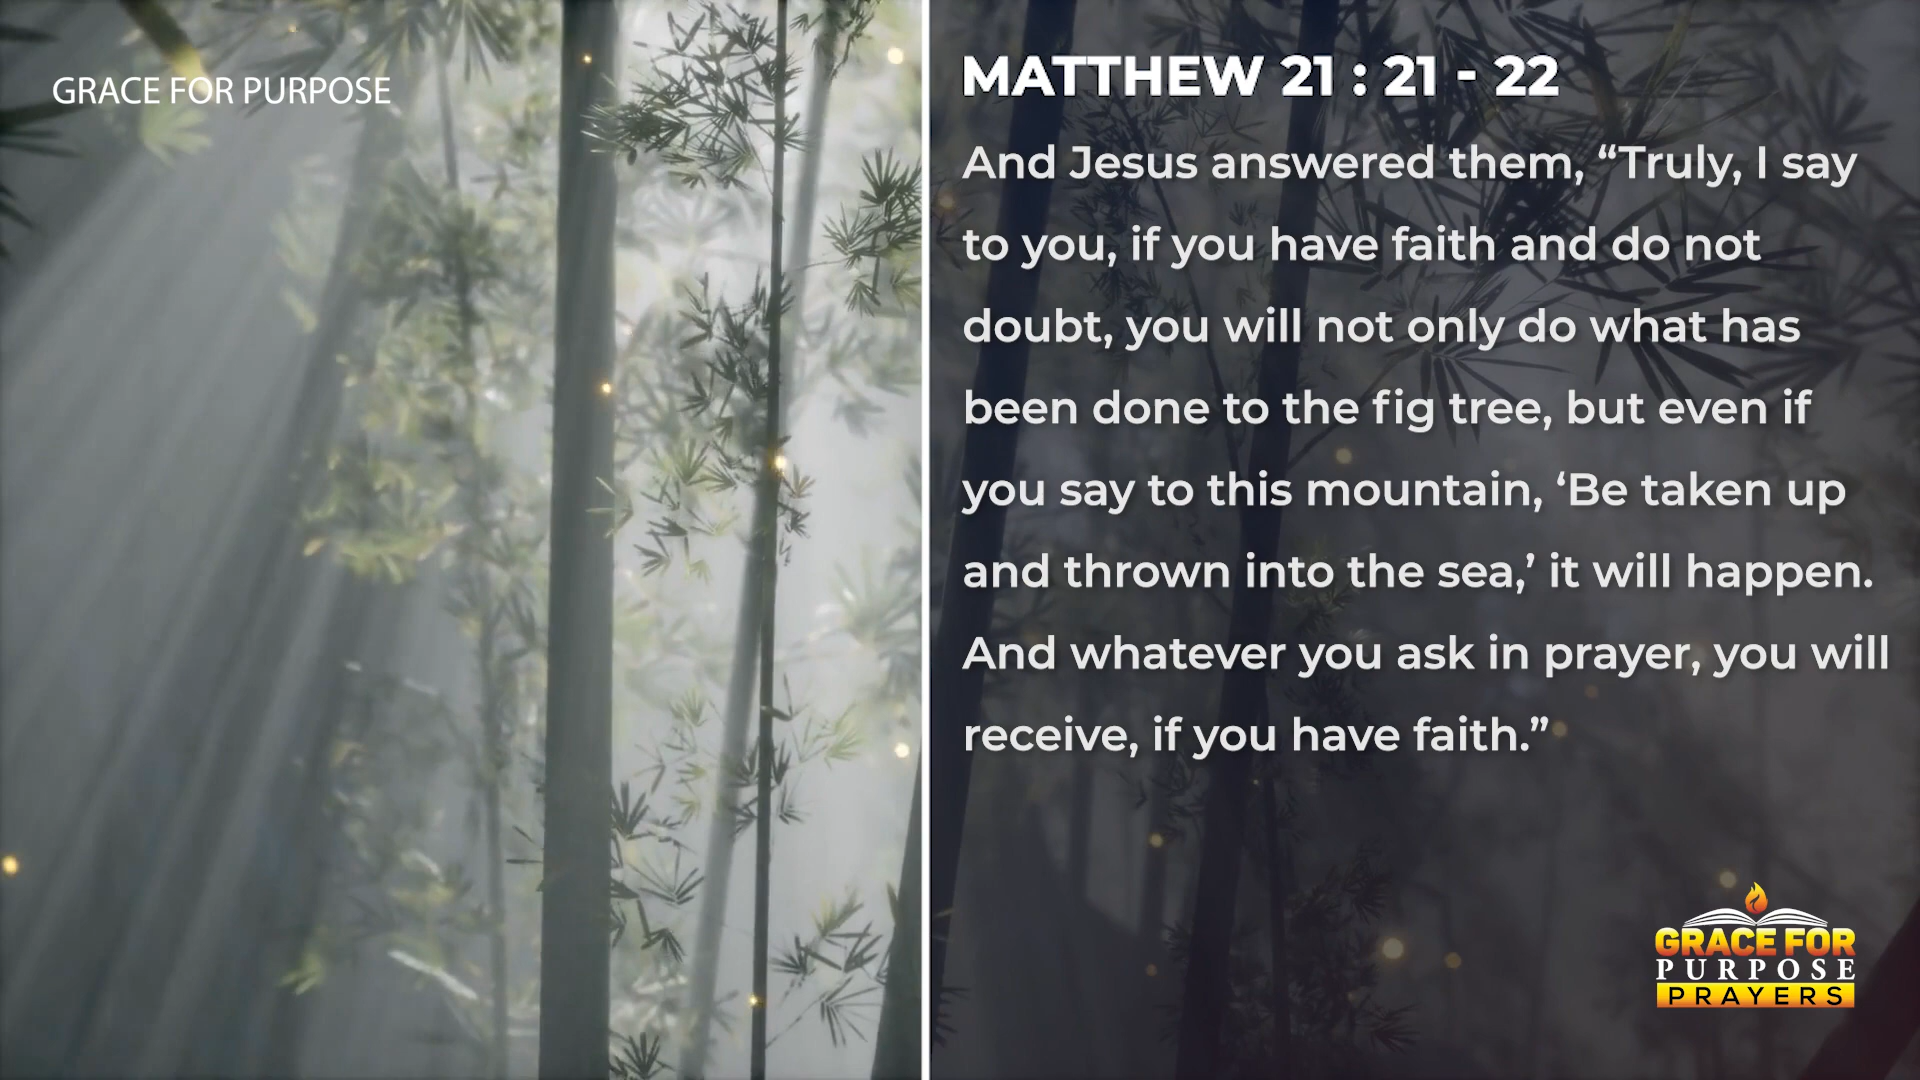 GRACE FOR PURPOSE
MATTHEW 21 : 21 - 22
And Jesus answered them, “Truly, I say
to you, if you have faith and do not
doubt, you will not only do what has
been done to the fig tree, but even if
you say to this mountain, ‘Be taken up
and thrown into the sea,’ it will happen.
And whatever you ask in prayer, you will
receive, if you have faith.”
GRACE FOR
PURPOSE
PRAYERS